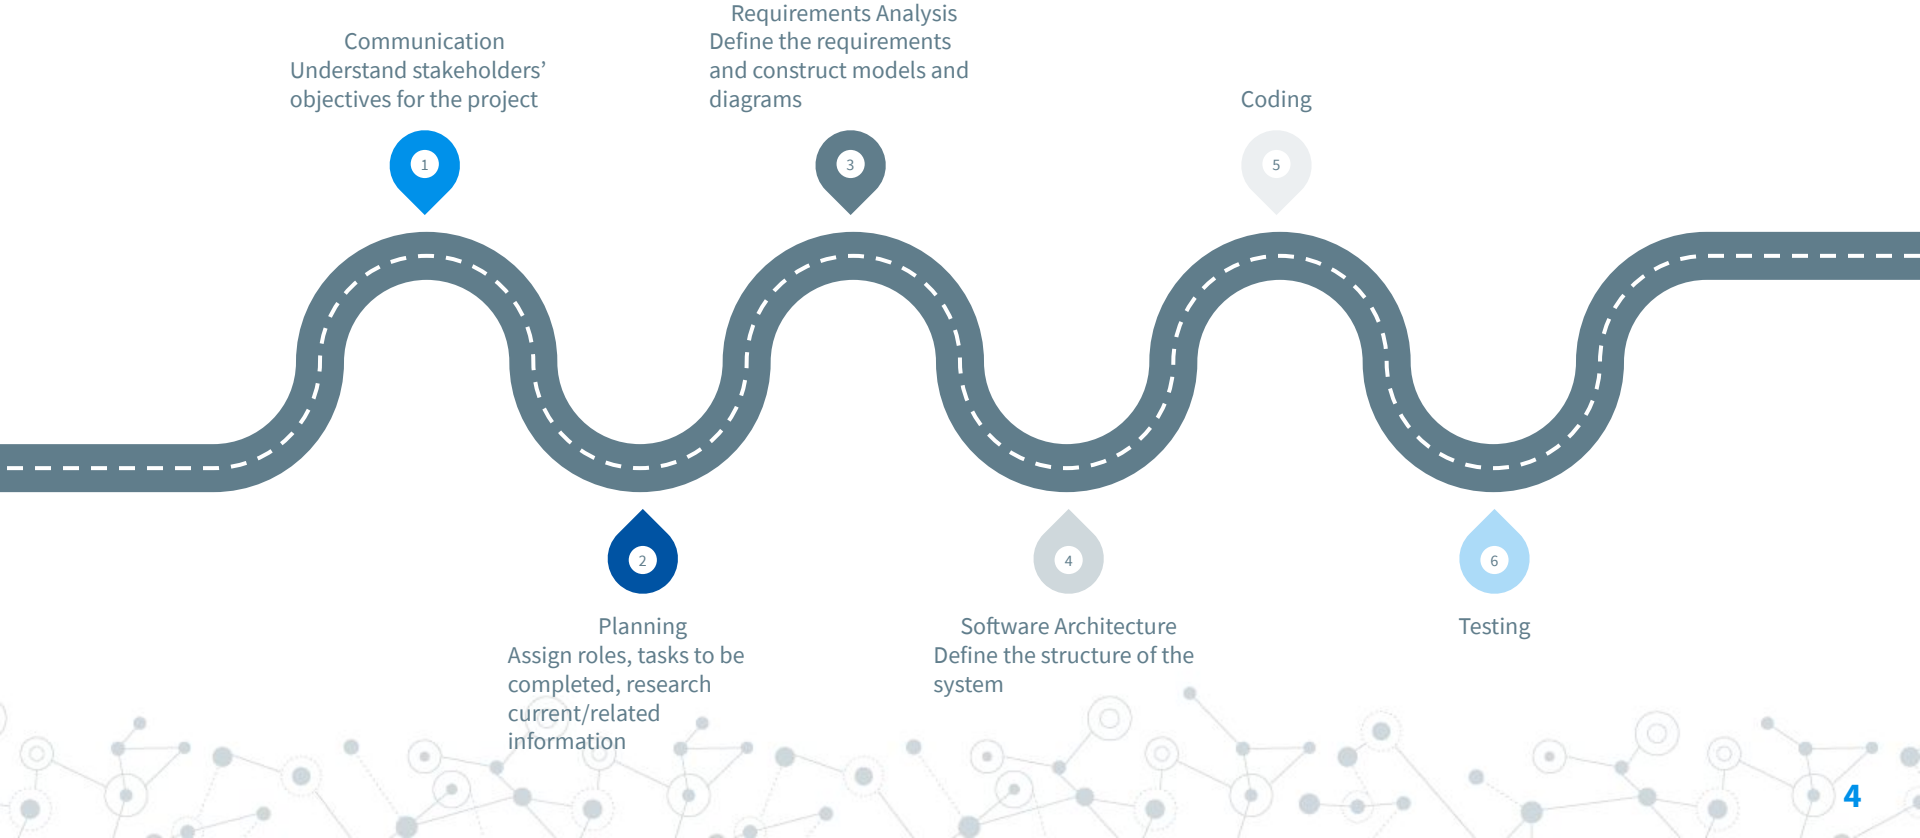 Communication
Understand stakeholders’
objectives for the project
1
Planning
Assign roles, tasks to be
completed, research
current/related
information
2
Requirements Analysis
Define the requirements
and construct models and
diagrams
3
Software Architecture
Define the structure of the
system
4
Coding
5
Testing
6
4